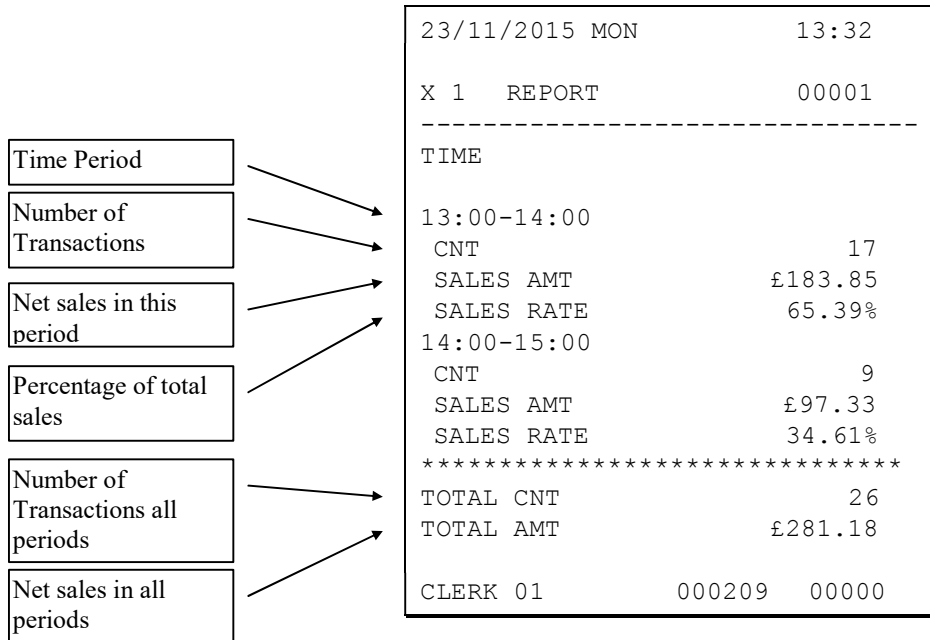 Time Period
Number of
Transactions
Net sales in this
period
Percentage of total
sales
Number of
Transactions all
periods
Net sales in all
periods
23/11/2015 MON 13:32
X 1 REPORT 00001
--------------------------------
TIME
13:00-14:00
CNT 17
SALES AMT £183.85
SALES RATE 65.39%
14:00-15:00
CNT 9
SALES AMT £97.33
SALES RATE 34.61%
*******************************
TOTAL CNT 26
TOTAL AMT £281.18
CLERK 01 000209 00000